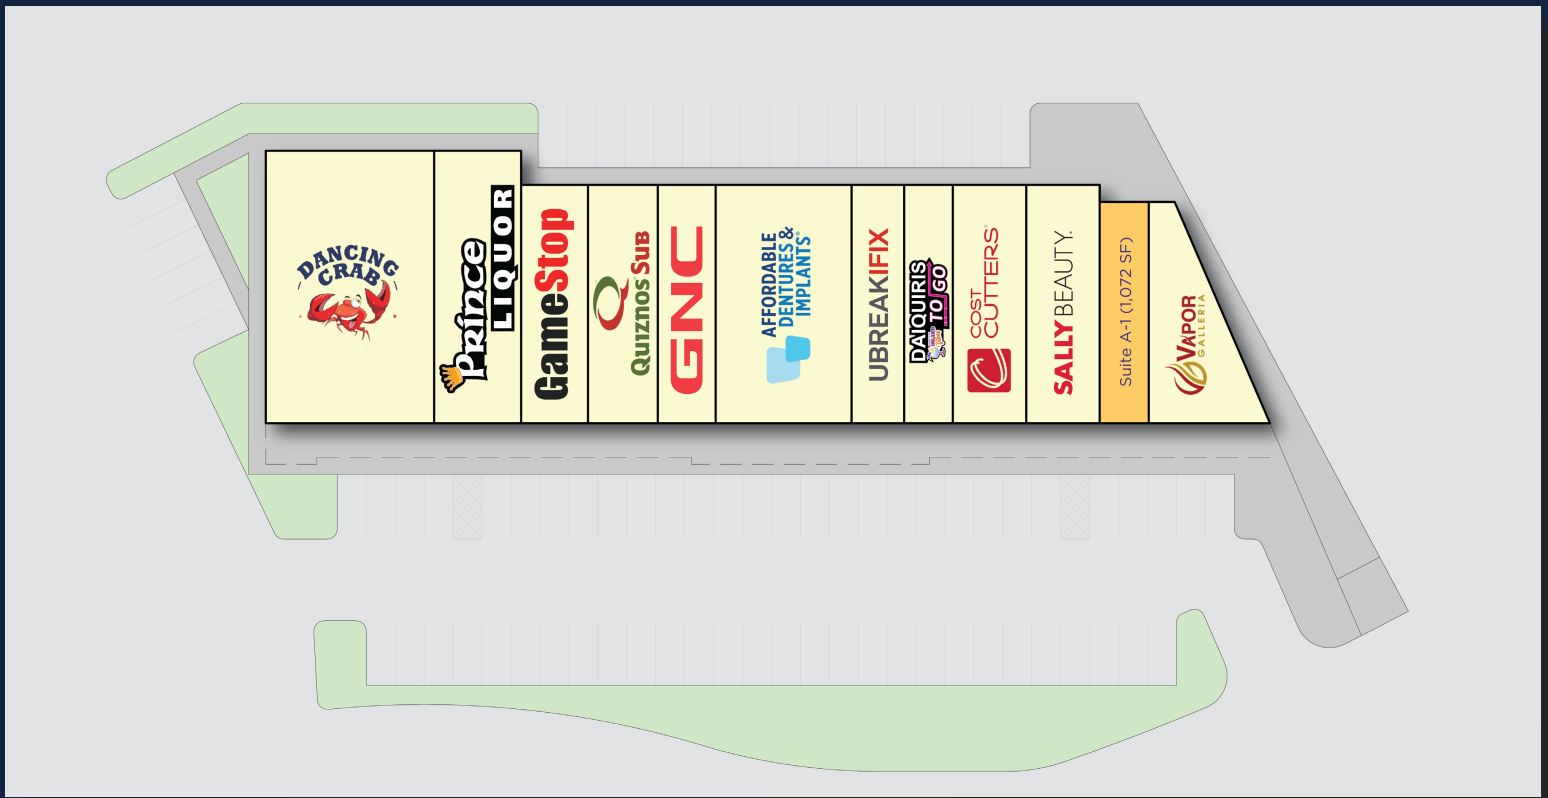 DANCING
CRAB
Prince
LIQUOR
GameStop
Quiznos Sub
GNC
AFFORDABLE
DENTURES &
IMPLANTS
UBREAKIFIX
DAIQUIRIS
TO GO
COST
CUTTERS
SALLY BEAUTY.
Suite A-1 (1,072 SF)
VAPOR
GALLERIA